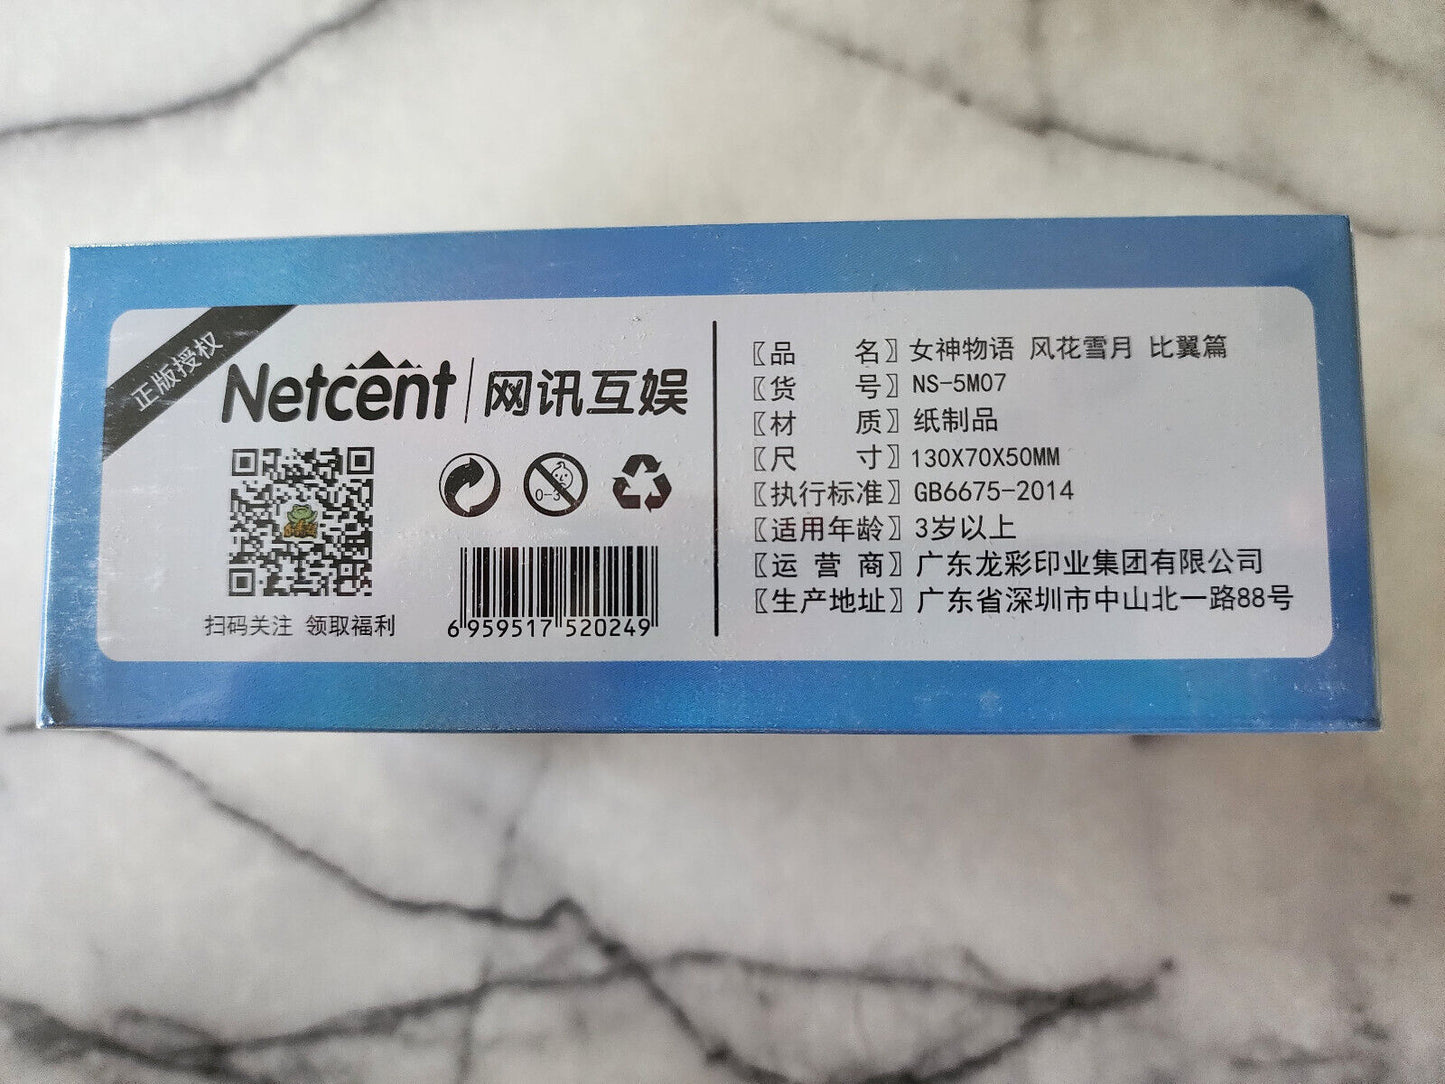 正版授权
Netcent 网讯互娱
0-3
扫码关注 领取福利
6 959517 520249
〖品 名〗女神物语 风花雪月 比翼篇
〖货 号〗NS-5M07
〖材 质〗纸制品
〖尺 寸〗130X70X50MM
〖执行标准〗GB6675-2014
〖适用年龄〗3岁以上
〖运 营 商〗广东龙彩印业集团有限公司
〖生产地址〗广东省深圳市中山北一路88号